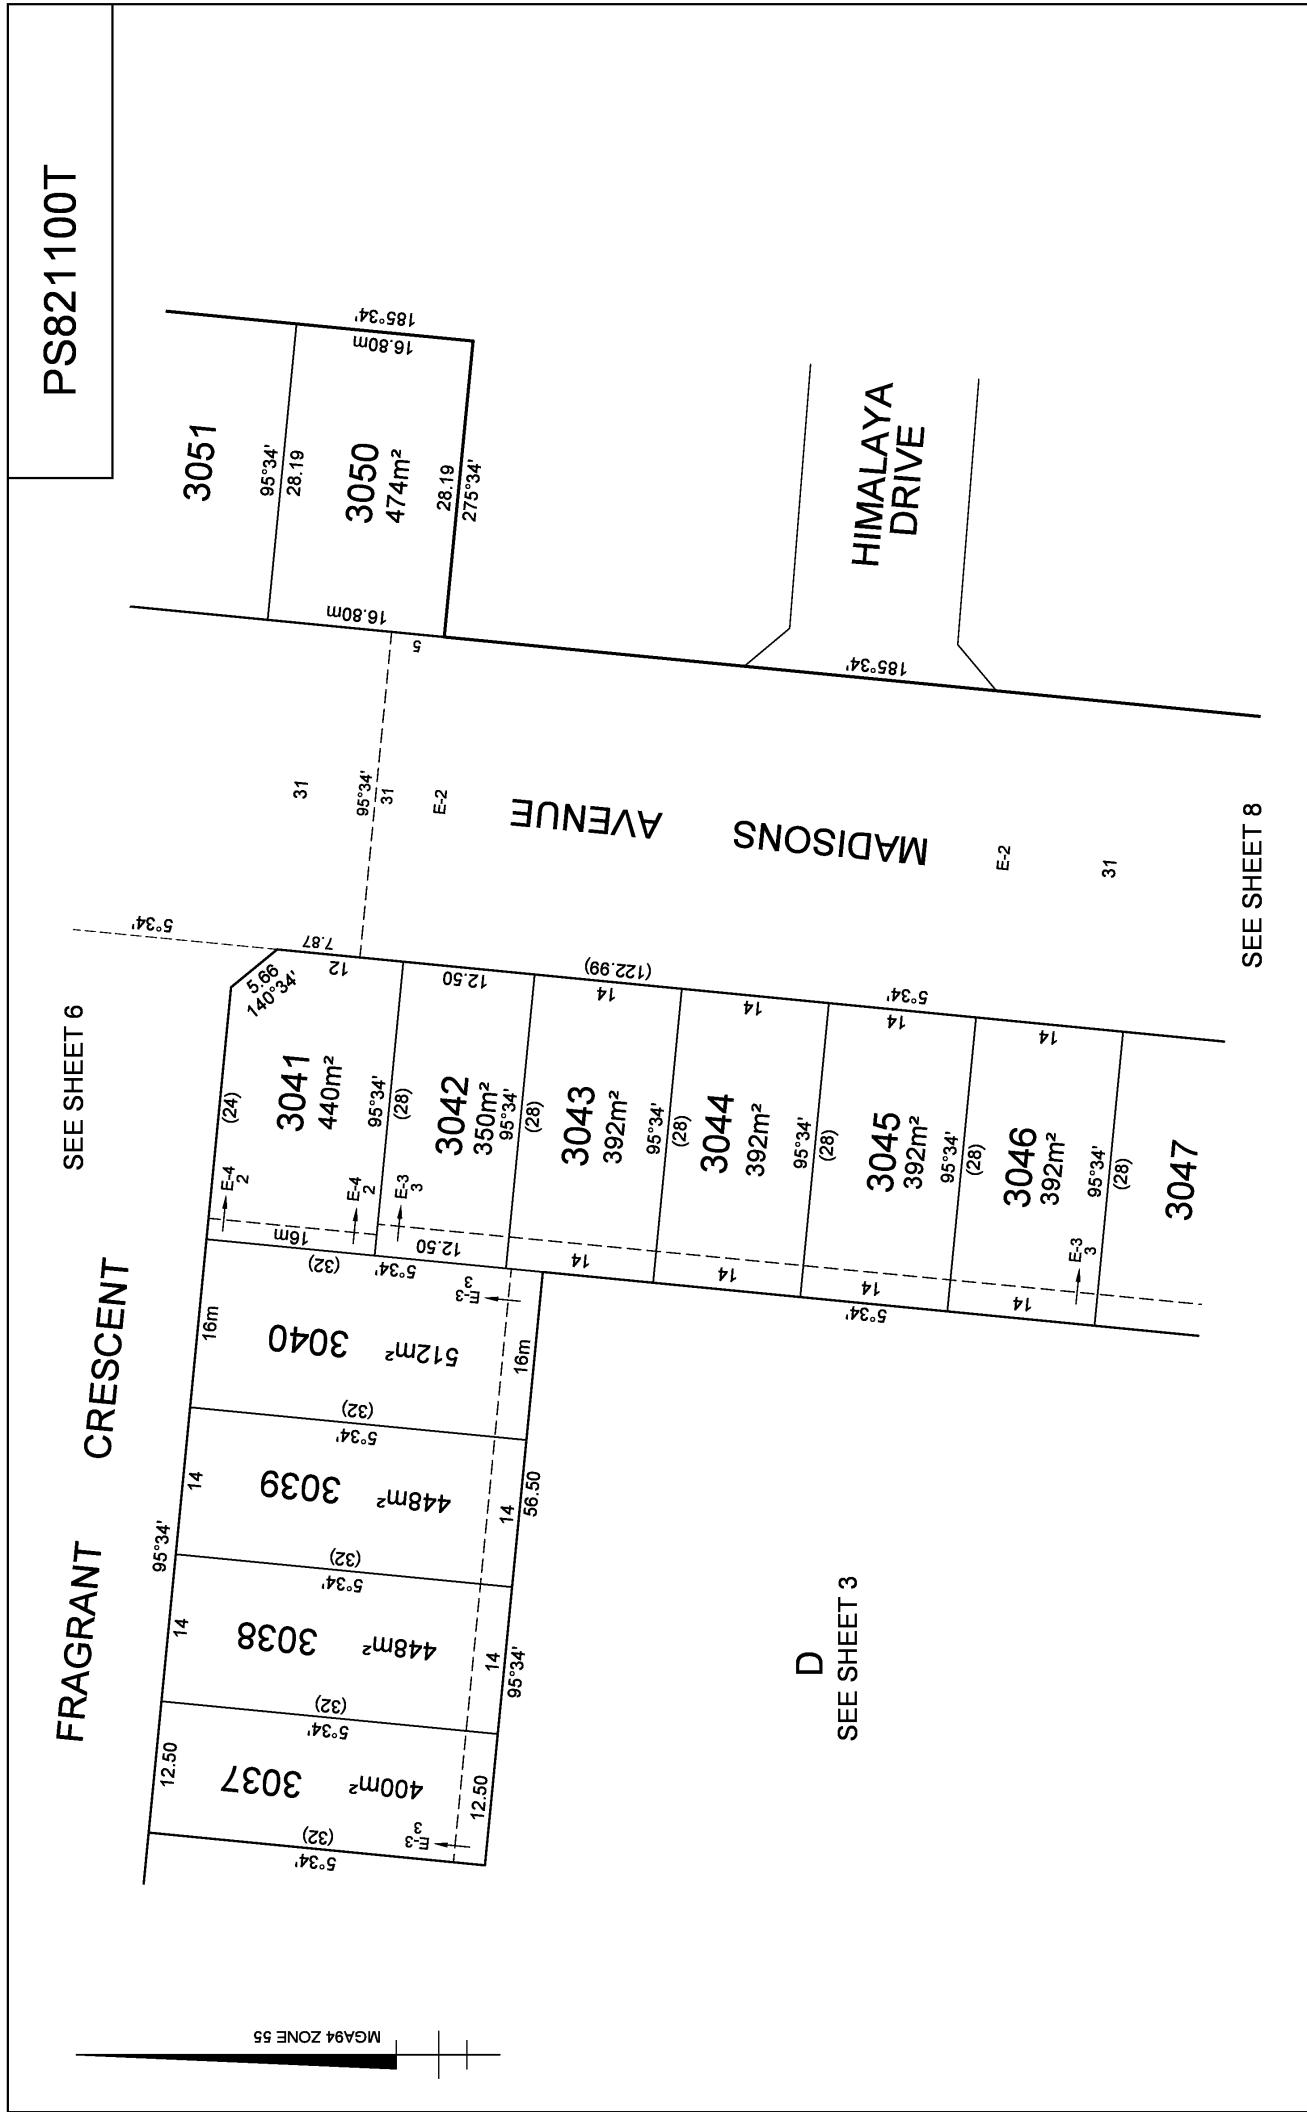 PS821100T
SEE SHEET 6
FRAGRANT CRESCENT
3051
95°34'
28.19
185°34'
16.80m
3050
474m²
16.80m
28.19
275°34'
5
31
95°34'
31
E-2
MADISONS AVENUE
E-2
31
185°34'
HIMALAYA
DRIVE
SEE SHEET 8
5°34'
7.87
5.66
140°34'
12
(24)
3041
440m²
E-4
2
E-4
2
16m
95°34'
(28)
E-3
3
3042
350m²
12.50
12.50
95°34'
(28)
(122.99)
3043
392m²
14
14
95°34'
(28)
3044
392m²
14
14
95°34'
(28)
5°34'
3045
392m²
14
14
5°34'
95°34'
(28)
3046
392m²
14
14
E-3
3
95°34'
(28)
3047
(32)
5°34'
16m
3040
512m²
E-3
3
16m
(32)
5°34'
14
3039
448m²
14
56.50
95°34'
(32)
5°34'
14
3038
448m²
14
95°34'
(32)
5°34'
12.50
3037
400m²
12.50
E-3
3
(32)
5°34'
D
SEE SHEET 3
MGA94 ZONE 55